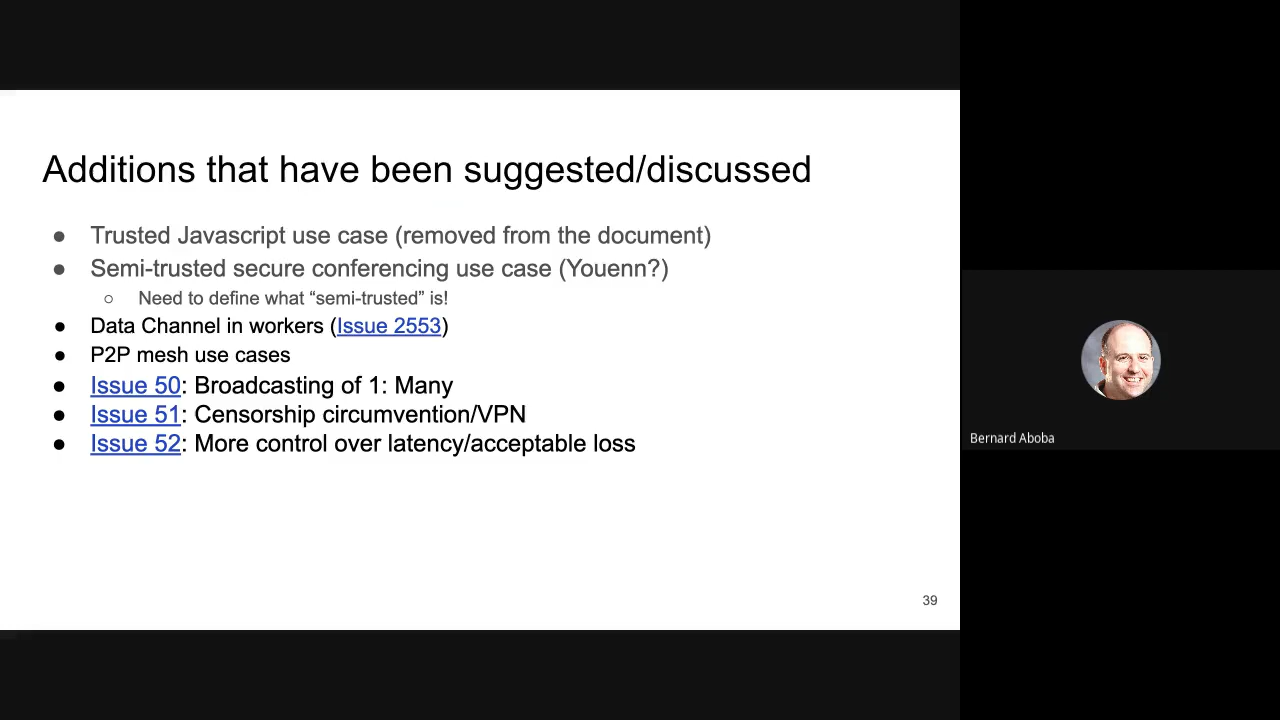 Additions that have been suggested/discussed
● Trusted Javascript use case (removed from the document)
● Semi-trusted secure conferencing use case (Youenn?)
○ Need to define what “semi-trusted” is!
● Data Channel in workers (Issue 2553)
● P2P mesh use cases
● Issue 50: Broadcasting of 1: Many
● Issue 51: Censorship circumvention/VPN
● Issue 52: More control over latency/acceptable loss
39
Bernard Aboba